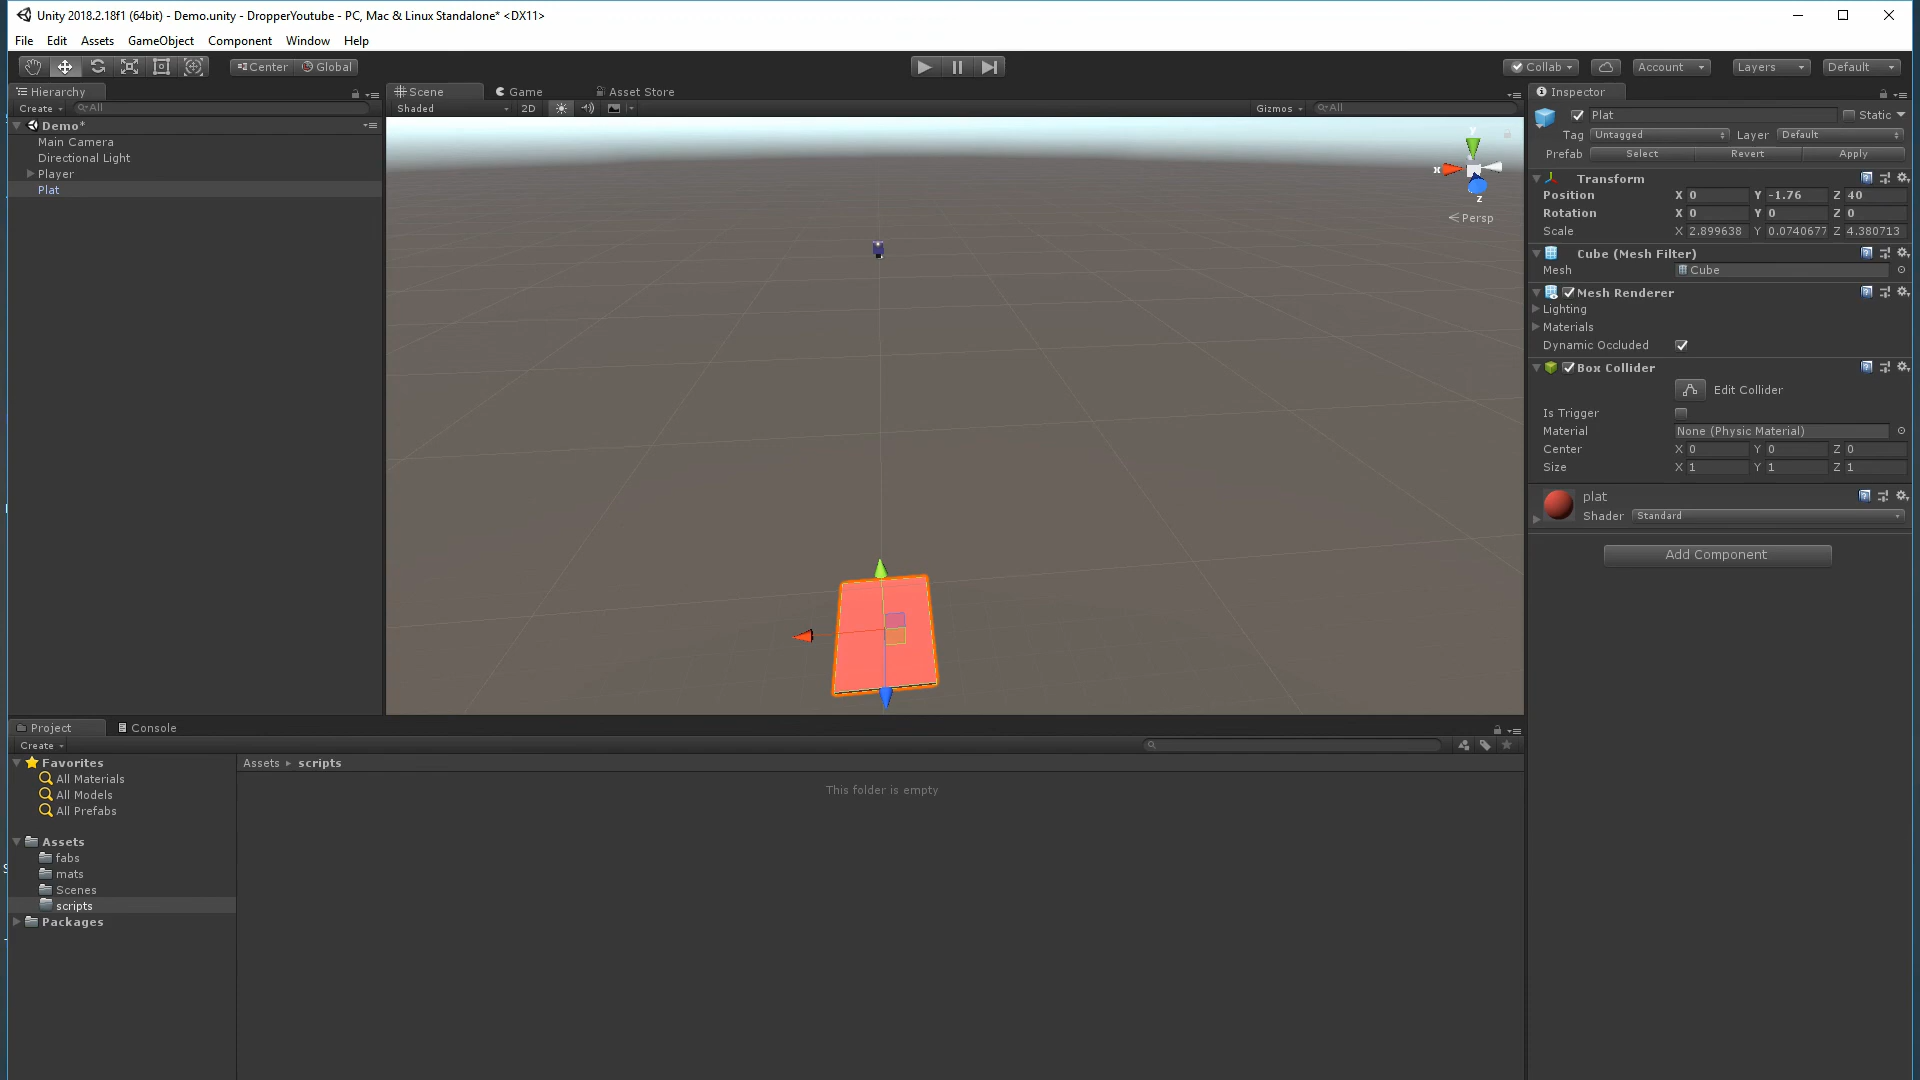 Unity 2018.2.18f1 (64bit) - Demo.unity - DropperYoutube - PC, Mac & Linux Standalone* <DX11>
File Edit Assets GameObject Component Window Help
Center Global Collab Account Layers Default
Hierarchy
Create All
Demo*
Main Camera
Directional Light
Player
Plat
Scene Game Asset Store
Shaded 2D Gizmos All
y
x
z
Persp
Inspector
Plat Static
Tag Untagged Layer Default
Prefab Select Revert Apply
Transform
Position X 0 Y -1.76 Z 40
Rotation X 0 Y 0 Z 0
Scale X 2.899638 Y 0.0740677 Z 4.380713
Cube (Mesh Filter)
Mesh Cube
Mesh Renderer
Lighting
Materials
Dynamic Occluded
Box Collider
Edit Collider
Is Trigger
Material None (Physic Material)
Center X 0 Y 0 Z 0
Size X 1 Y 1 Z 1
plat
Shader Standard
Add Component
Project Console
Create
Favorites
All Materials
All Models
All Prefabs
Assets
fabs
mats
Scenes
scripts
Packages
Assets scripts
This folder is empty